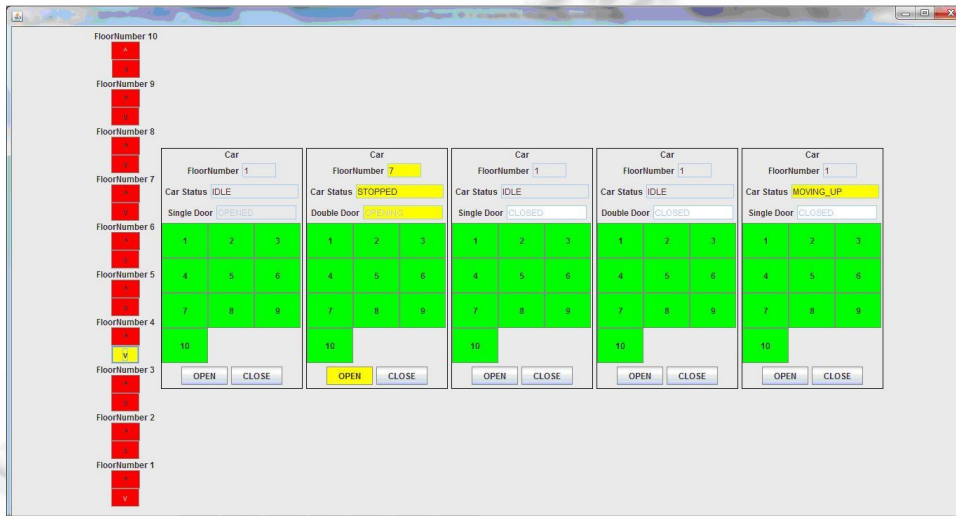 FloorNumber 10
^
FloorNumber 9
FloorNumber 8
FloorNumber 7
FloorNumber 6
FloorNumber 5
FloorNumber 4
V
FloorNumber 3
FloorNumber 2
FloorNumber 1
V
Car
FloorNumber 1
Car Status IDLE
Single Door OPENED
1 2 3
4 5 6
7 8 9
10
OPEN CLOSE
Car
FloorNumber 7
Car Status STOPPED
Double Door OPENING
1 2 3
4 5 6
7 8 9
10
OPEN CLOSE
Car
FloorNumber 1
Car Status IDLE
Single Door CLOSED
1 2 3
4 5 6
7 8 9
10
OPEN CLOSE
Car
FloorNumber 1
Car Status IDLE
Double Door CLOSED
1 2 3
4 5 6
7 8 9
10
OPEN CLOSE
Car
FloorNumber 1
Car Status MOVING_UP
Single Door CLOSED
1 2 3
4 5 6
7 8 9
10
OPEN CLOSE